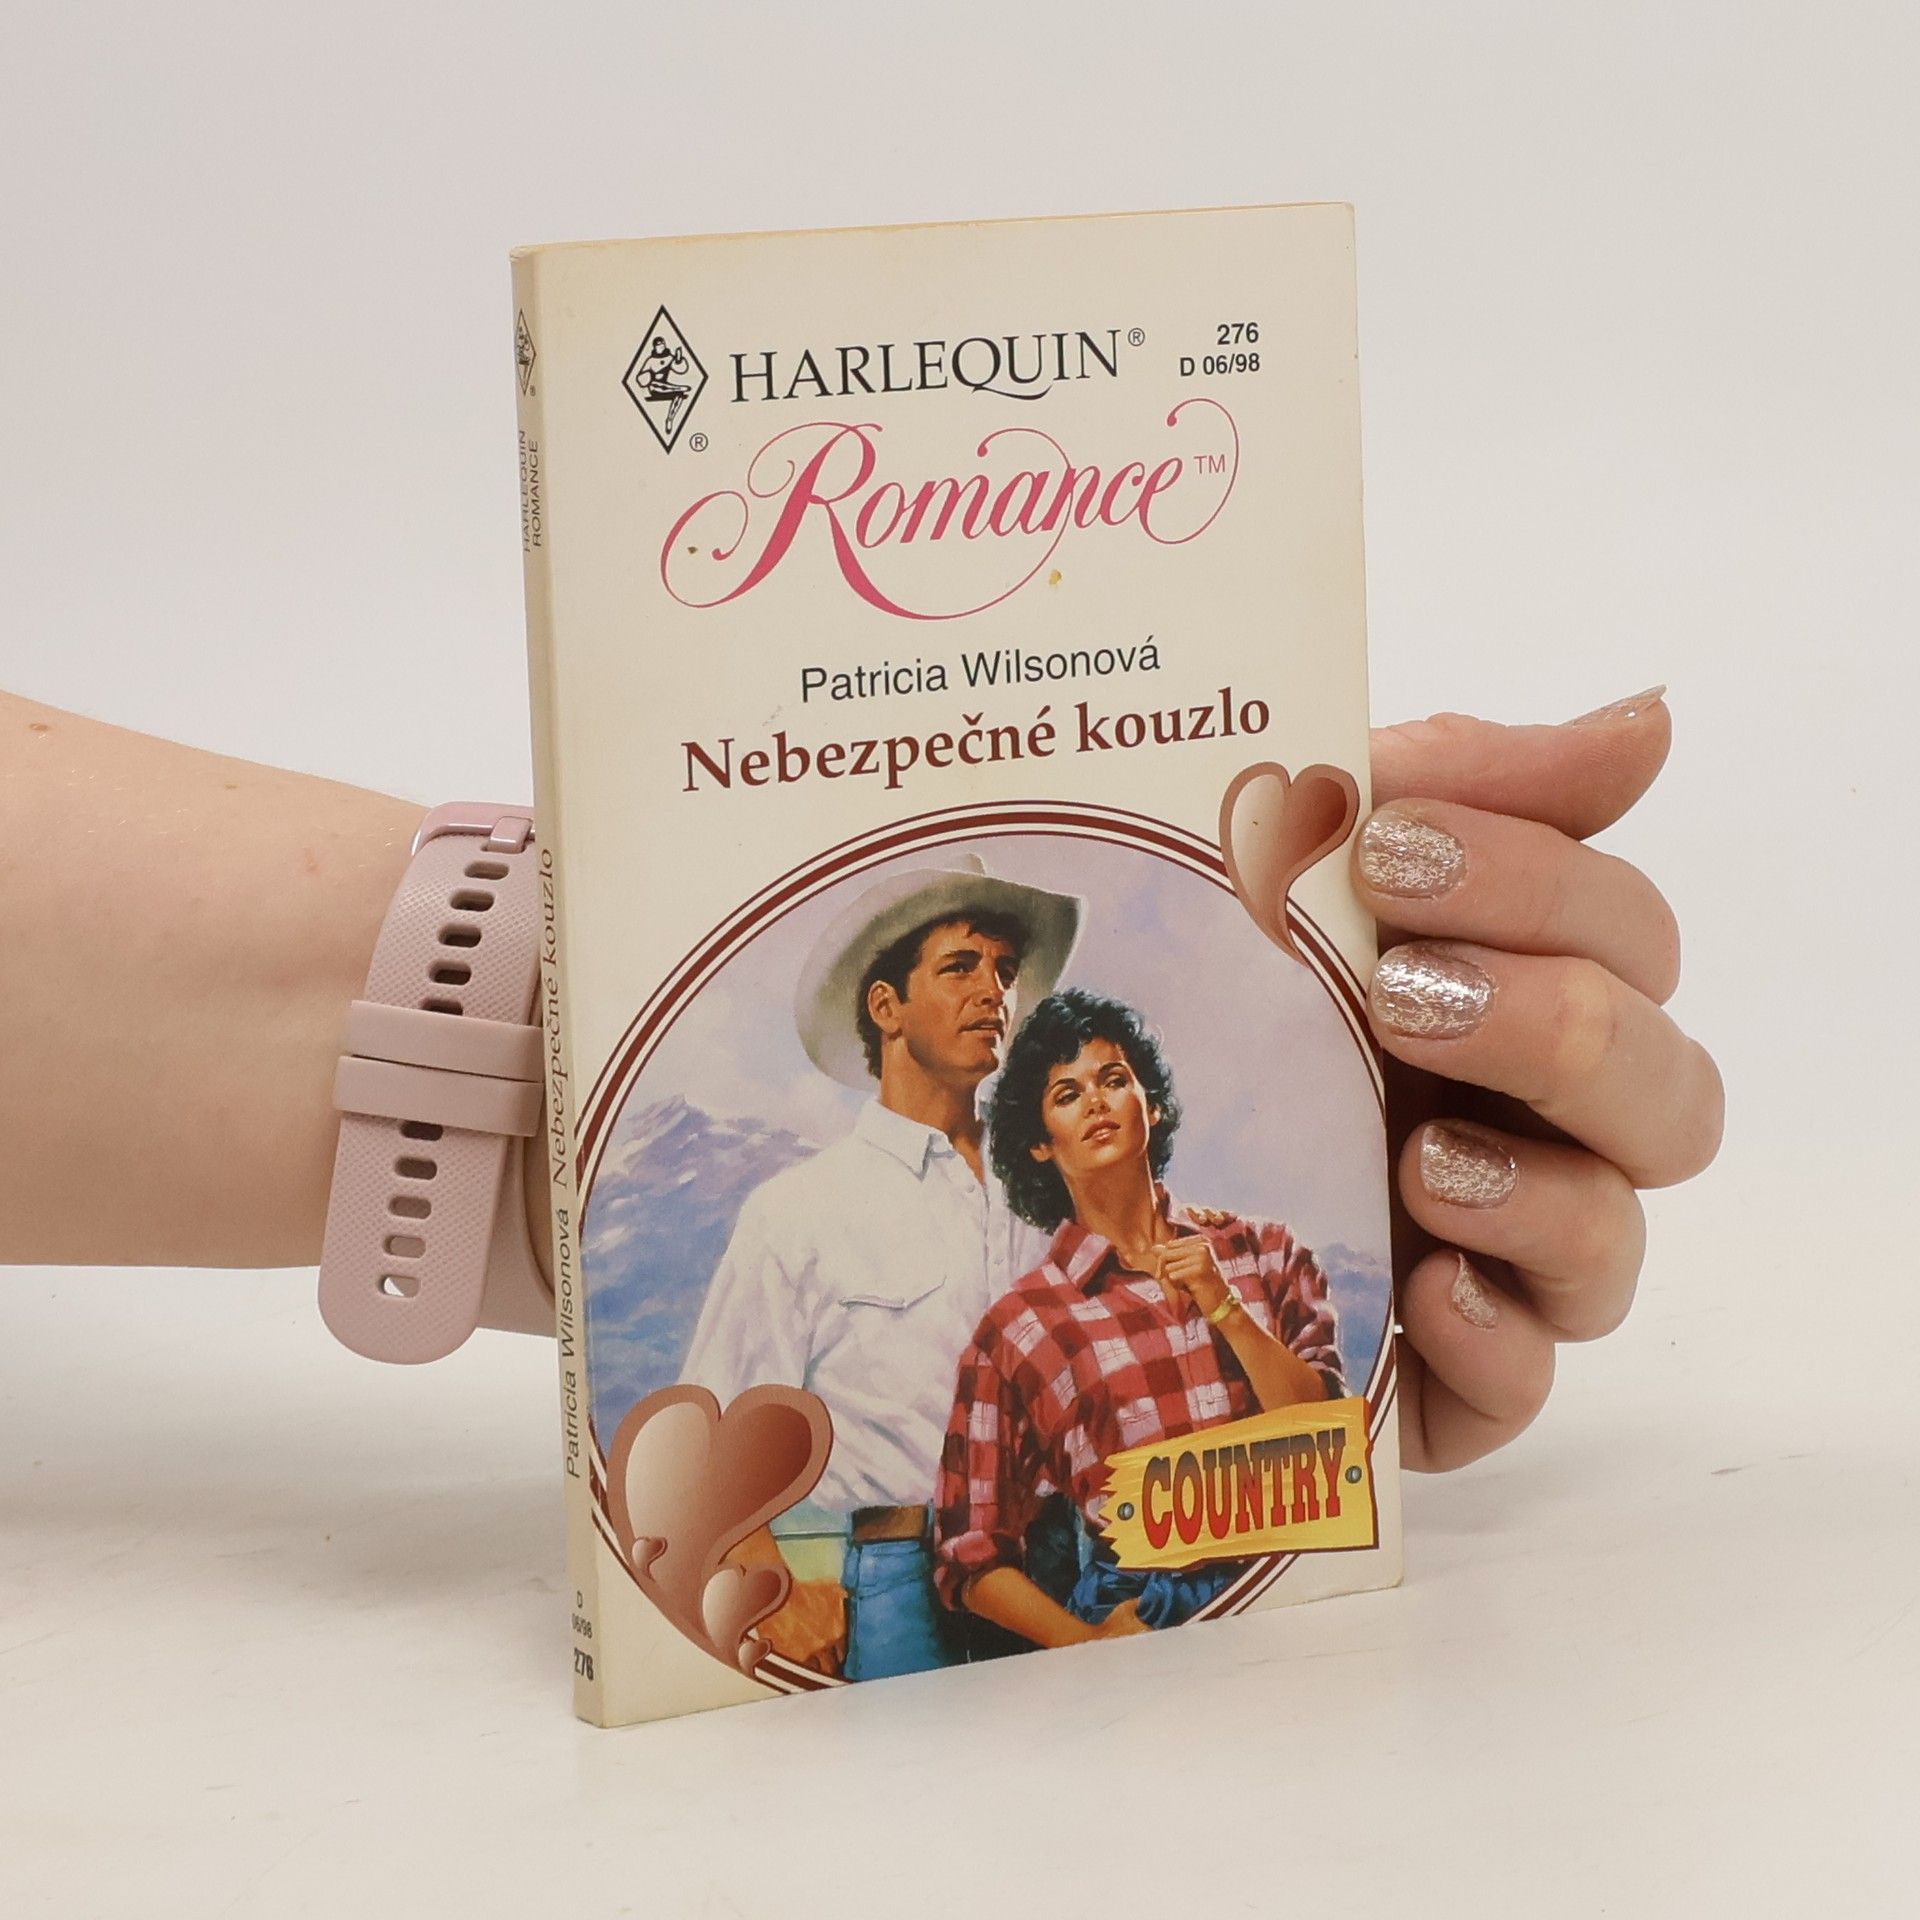 HARLEQUIN®
276
D 06/98
®
Romance™
Patricia Wilsonová
Nebezpečné kouzlo
COUNTRY
®
HARLEQUIN
ROMANCE
Patricia Wilsonová Nebezpečné kouzlo
D
06/98
276